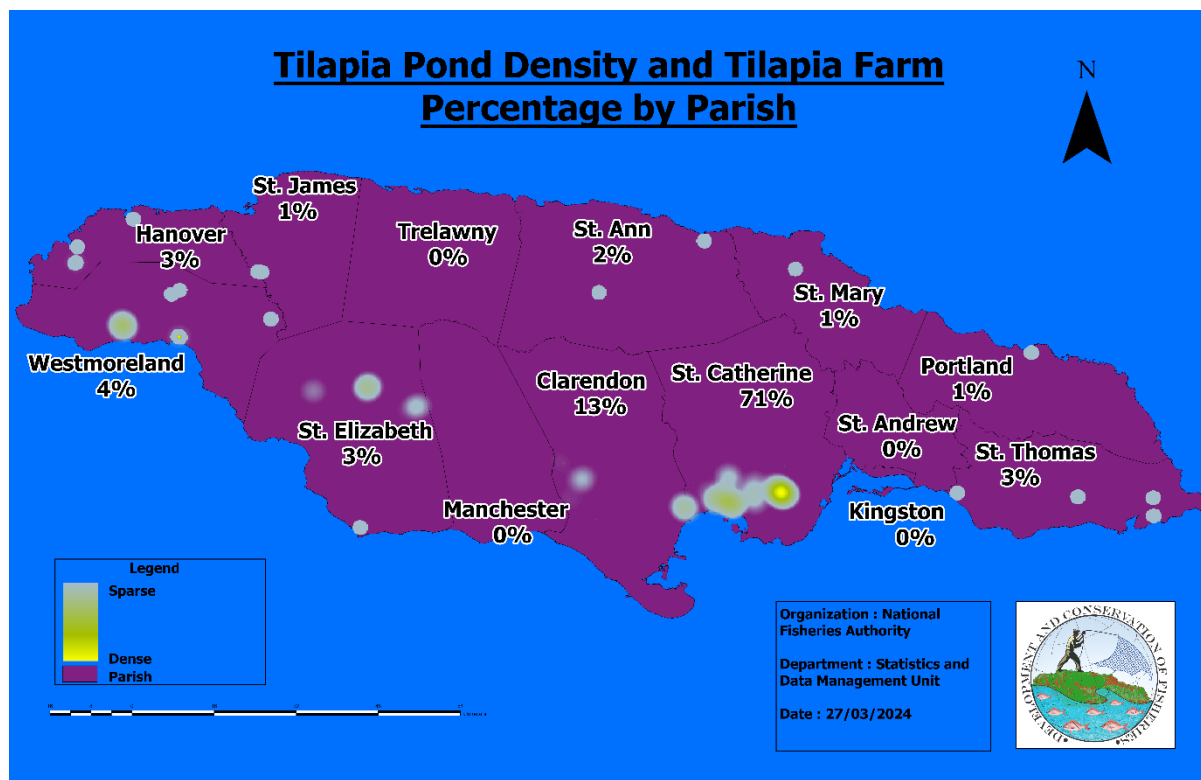 Tilapia Pond Density and Tilapia Farm
Percentage by Parish
N
St. James
1%
Hanover
3%
Trelawny
0%
St. Ann
2%
St. Mary
1%
Westmoreland
4%
Clarendon
13%
St. Catherine
71%
Portland
1%
St. Andrew
0%
St. Elizabeth
3%
St. Thomas
3%
Manchester
0%
Kingston
0%
Legend
Sparse
Dense
Parish
Organization : National
Fisheries Authority
Department : Statistics and
Data Management Unit
Date : 27/03/2024
DEVELOPMENT AND CONSERVATION OF FISHERIES